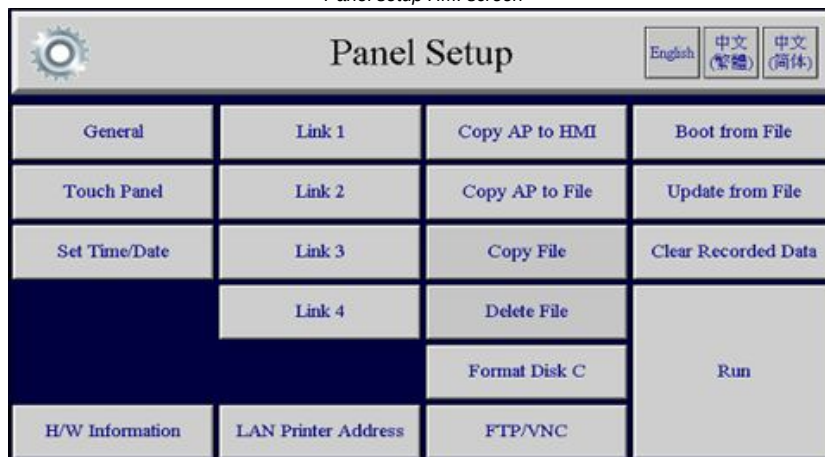 Panel setup HMI screen
Panel Setup
English
中文
(繁體)
中文
(简体)
General
Link 1
Copy AP to HMI
Boot from File
Touch Panel
Link 2
Copy AP to File
Update from File
Set Time/Date
Link 3
Copy File
Clear Recorded Data
Link 4
Delete File
Format Disk C
Run
H/W Information
LAN Printer Address
FTP/VNC